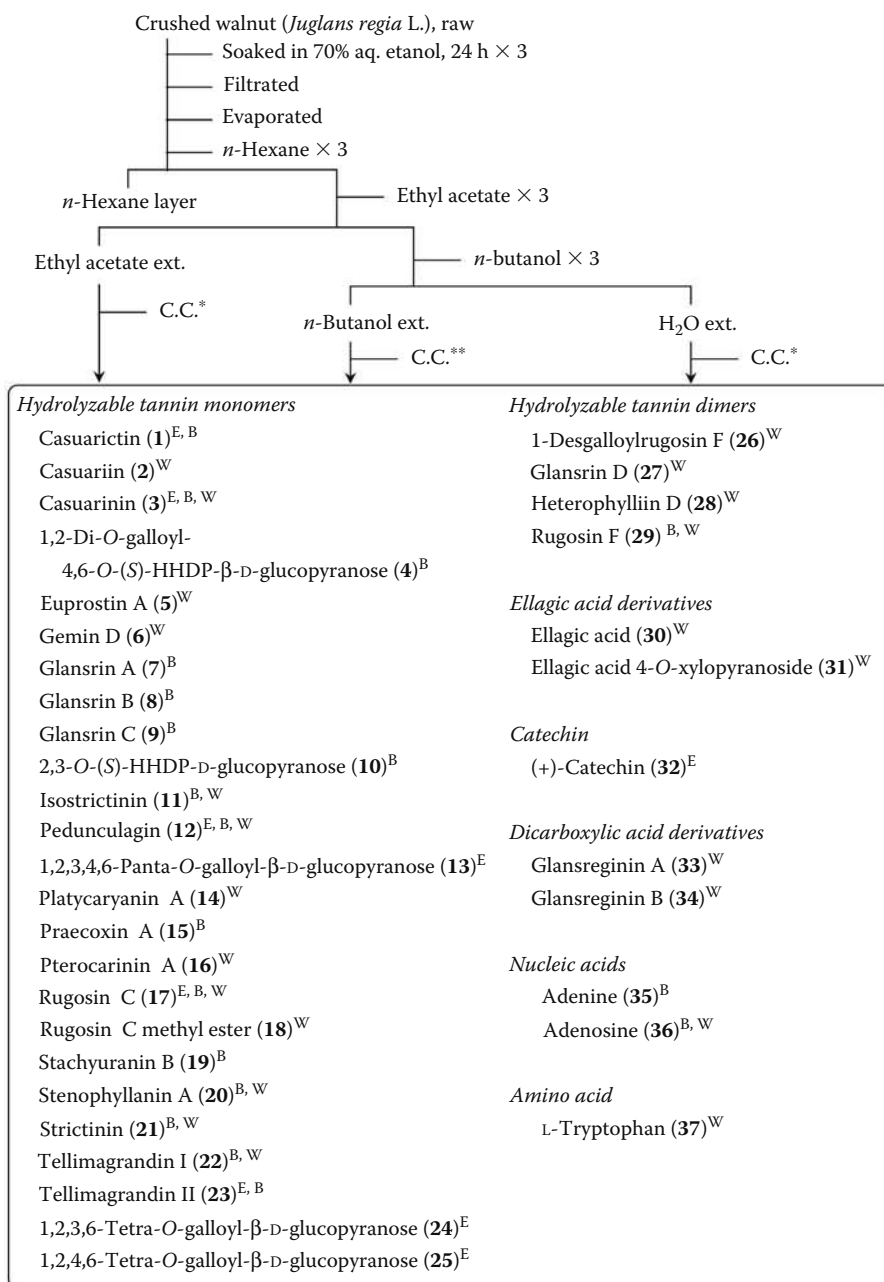 Crushed walnut (Juglans regia L.), raw
Soaked in 70% aq. etanol, 24 h × 3
Filtrated
Evaporated
n-Hexane × 3
n-Hexane layer
Ethyl acetate × 3
Ethyl acetate ext.
n-butanol × 3
C.C.*
n-Butanol ext.
H2O ext.
C.C.**
C.C.*
Hydrolyzable tannin monomers
Casuarictin (1)E, B
Casuariin (2)W
Casuarinin (3)E, B, W
1,2-Di-O-galloyl-
4,6-O-(S)-HHDP-β-D-glucopyranose (4)B
Euprostin A (5)W
Gemin D (6)W
Glansrin A (7)B
Glansrin B (8)B
Glansrin C (9)B
2,3-O-(S)-HHDP-D-glucopyranose (10)B
Isostrictinin (11)B, W
Pedunculagin (12)E, B, W
1,2,3,4,6-Panta-O-galloyl-β-D-glucopyranose (13)E
Platycaryanin A (14)W
Praecoxin A (15)B
Pterocarinin A (16)W
Rugosin C (17)E, B, W
Rugosin C methyl ester (18)W
Stachyuranin B (19)B
Stenophyllanin A (20)B, W
Strictinin (21)B, W
Tellimagrandin I (22)B, W
Tellimagrandin II (23)E, B
1,2,3,6-Tetra-O-galloyl-β-D-glucopyranose (24)E
1,2,4,6-Tetra-O-galloyl-β-D-glucopyranose (25)E
Hydrolyzable tannin dimers
1-Desgalloylrugosin F (26)W
Glansrin D (27)W
Heterophylliin D (28)W
Rugosin F (29) B, W
Ellagic acid derivatives
Ellagic acid (30)W
Ellagic acid 4-O-xylopyranoside (31)W
Catechin
(+)-Catechin (32)E
Dicarboxylic acid derivatives
Glansreginin A (33)W
Glansreginin B (34)W
Nucleic acids
Adenine (35)B
Adenosine (36)B, W
Amino acid
L-Tryptophan (37)W